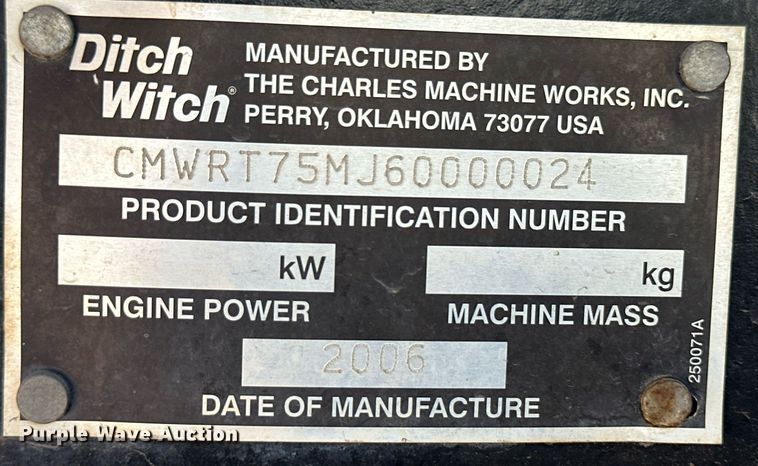 Ditch
Witch®
MANUFACTURED BY
THE CHARLES MACHINE WORKS, INC.
PERRY, OKLAHOMA 73077 USA
CMWRT75MJ60000024
PRODUCT IDENTIFICATION NUMBER
kW
kg
ENGINE POWER
MACHINE MASS
2006
DATE OF MANUFACTURE
250071A
Purple Wave Auction